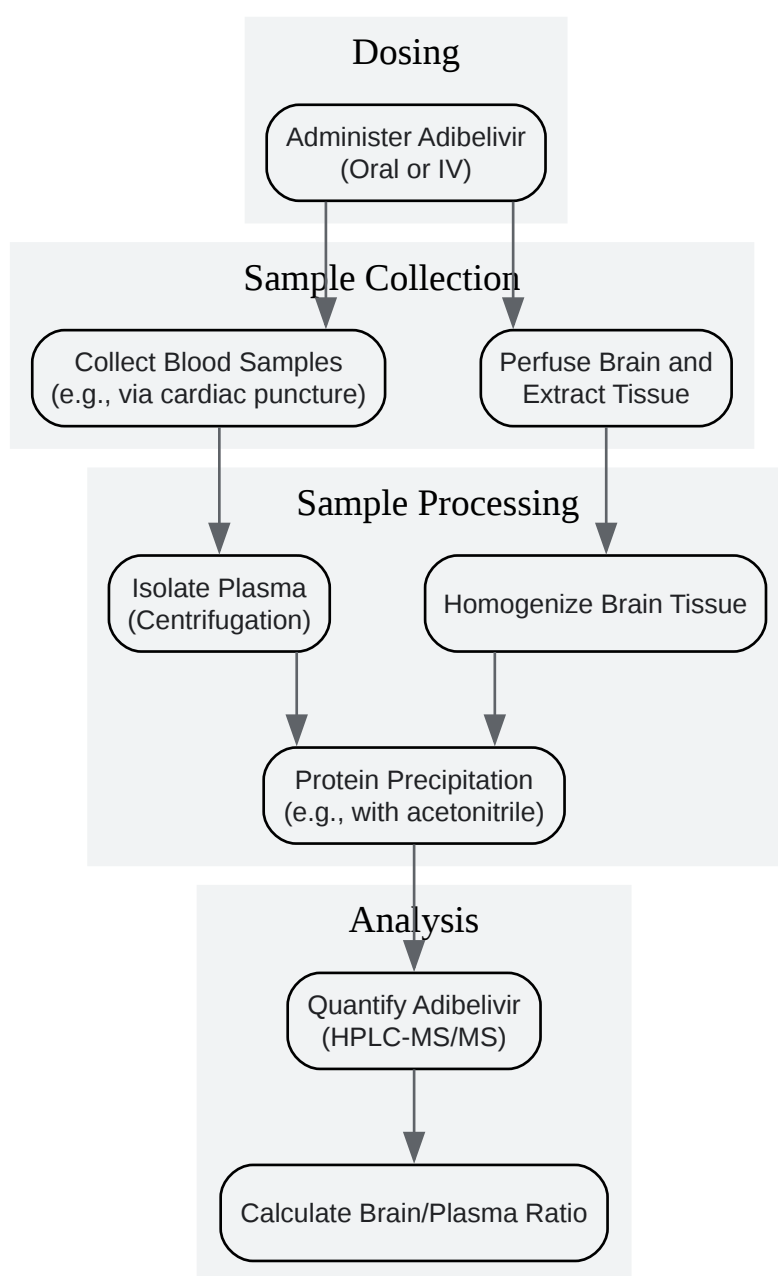 Dosing
Administer Adibelivir
(Oral or IV)
Sample Collection
Collect Blood Samples
(e.g., via cardiac puncture)
Perfuse Brain and
Extract Tissue
Sample Processing
Isolate Plasma
(Centrifugation)
Homogenize Brain Tissue
Protein Precipitation
(e.g., with acetonitrile)
Analysis
Quantify Adibelivir
(HPLC-MS/MS)
Calculate Brain/Plasma Ratio